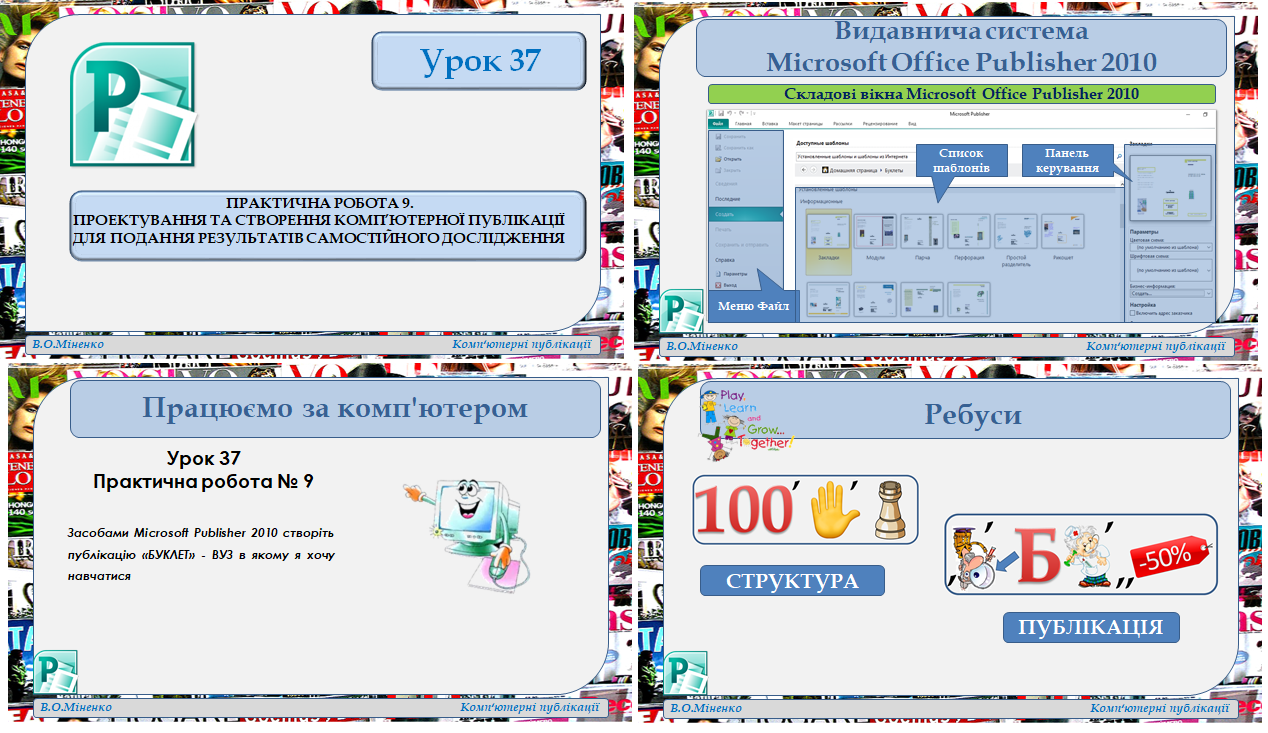 Урок 37
ПРАКТИЧНА РОБОТА 9.
ПРОЕКТУВАННЯ ТА СТВОРЕННЯ КОМП’ЮТЕРНОЇ ПУБЛІКАЦІЇ
ДЛЯ ПОДАННЯ РЕЗУЛЬТАТІВ САМОСТІЙНОГО ДОСЛІДЖЕННЯ
В.О.Міненко
Комп’ютерні публікації
Видавнича система
Microsoft Office Publisher 2010
Складові вікна Microsoft Office Publisher 2010
Microsoft Publisher
Файл Главная Вставка Макет страницы Рассылки Рецензирование Вид
Сохранить
Сохранить как
Открыть
Закрыть
Сведения
Последние
Создать
Печать
Сохранить и отправить
Справка
Параметры
Выход
Меню Файл
Доступные шаблоны
Установленные шаблоны и шаблоны из Интернета
Домашняя страница Буклеты
Список
шаблонів
Панель
керування
Установленные шаблоны
Информационные
Закладки Модули Парча Перфорация Простой разделитель Рикошет
Закладки
Параметры
Цветовая схема:
(по умолчанию из шаблона)
Шрифтовая схема:
(по умолчанию из шаблона)
Бизнес-информация:
Создать...
Настройка
Включить адрес заказчика
В.О.Міненко
Комп’ютерні публікації
Працюємо за комп'ютером
Урок 37
Практична робота № 9
Засобами Microsoft Publisher 2010 створіть
публікацію «БУКЛЕТ» - ВУЗ в якому я хочу
навчатися
В.О.Міненко
Комп’ютерні публікації
Play,
Learn
and
Grow...
Together!
Ребуси
100’ ’
СТРУКТУРА
’ Б ’ ,, -50%
ПУБЛІКАЦІЯ
В.О.Міненко
Комп’ютерні публікації